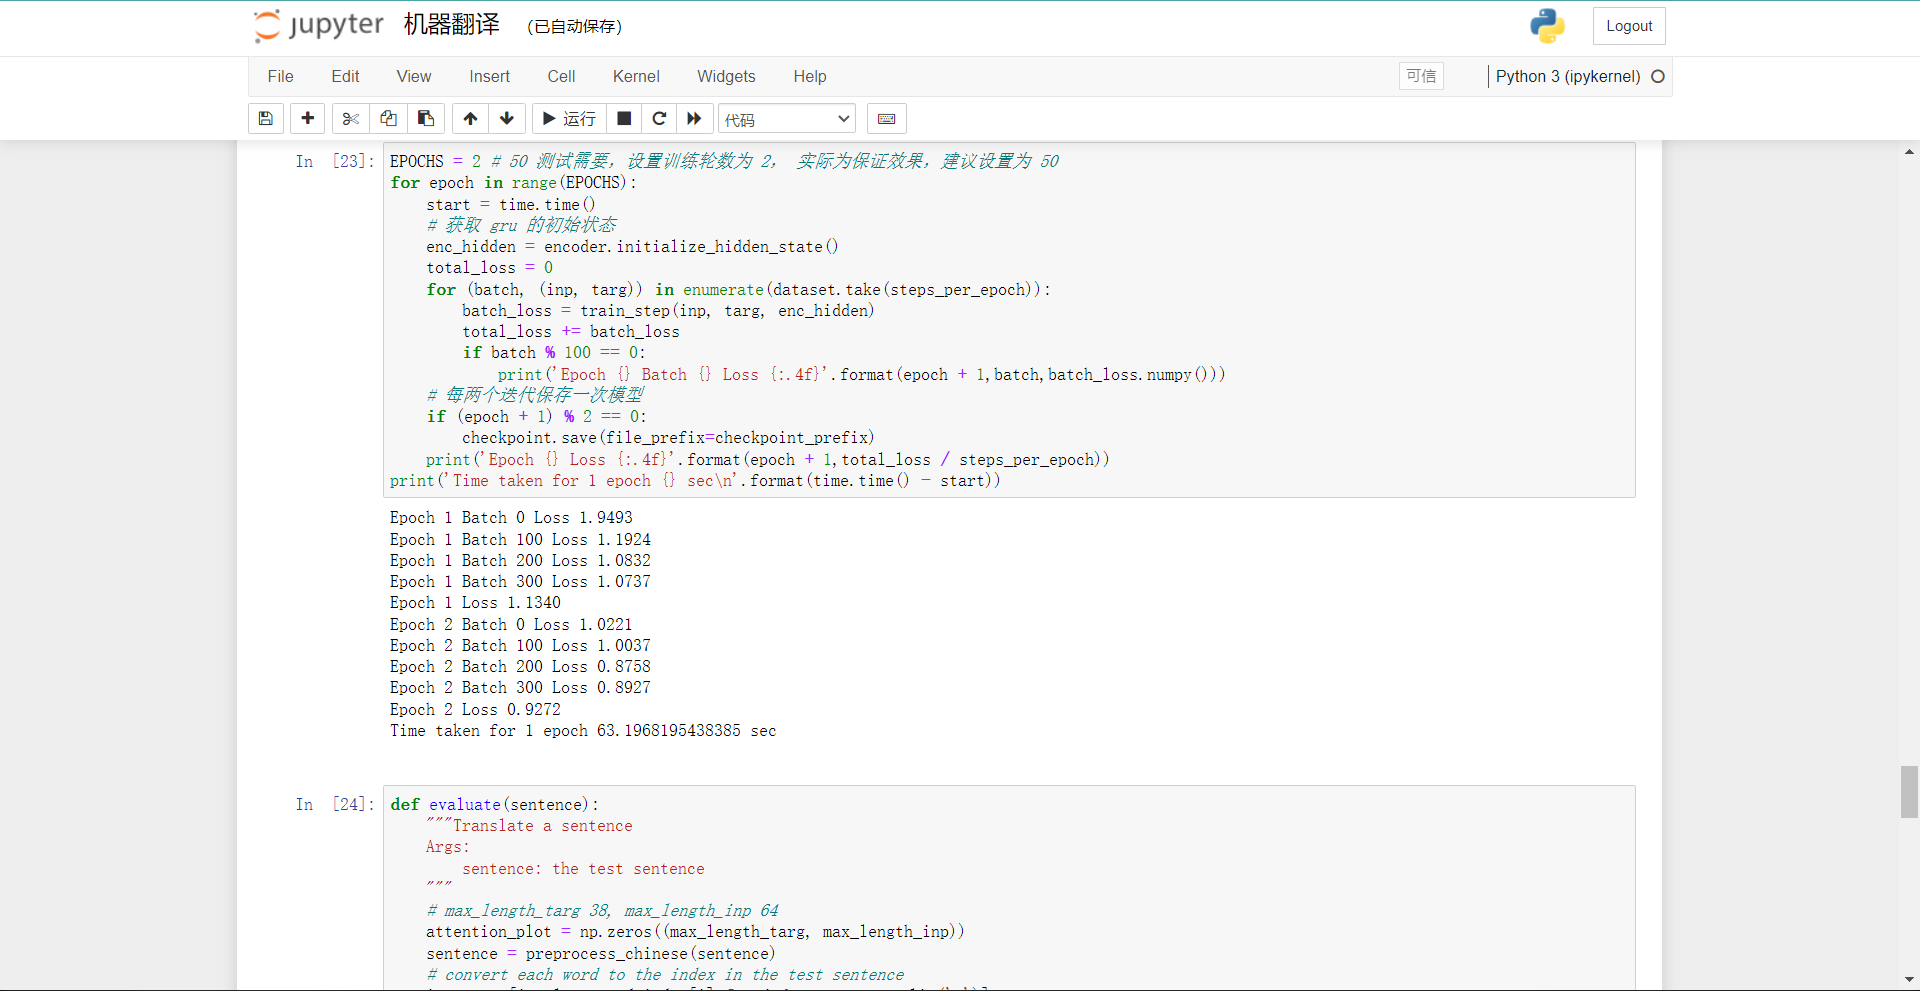 jupyter 机器翻译 (已自动保存) Logout
File Edit View Insert Cell Kernel Widgets Help 可信 Python 3 (ipykernel)
运行 代码
In [23]: EPOCHS = 2 # 50 测试需要，设置训练轮数为 2， 实际为保证效果，建议设置为 50
for epoch in range(EPOCHS):
    start = time.time()
    # 获取 gru 的初始状态
    enc_hidden = encoder.initialize_hidden_state()
    total_loss = 0
    for (batch, (inp, targ)) in enumerate(dataset.take(steps_per_epoch)):
        batch_loss = train_step(inp, targ, enc_hidden)
        total_loss += batch_loss
        if batch % 100 == 0:
            print('Epoch {} Batch {} Loss {:.4f}'.format(epoch + 1,batch,batch_loss.numpy()))
    # 每两个迭代保存一次模型
    if (epoch + 1) % 2 == 0:
        checkpoint.save(file_prefix=checkpoint_prefix)
    print('Epoch {} Loss {:.4f}'.format(epoch + 1,total_loss / steps_per_epoch))
print('Time taken for 1 epoch {} sec\n'.format(time.time() - start))
Epoch 1 Batch 0 Loss 1.9493
Epoch 1 Batch 100 Loss 1.1924
Epoch 1 Batch 200 Loss 1.0832
Epoch 1 Batch 300 Loss 1.0737
Epoch 1 Loss 1.1340
Epoch 2 Batch 0 Loss 1.0221
Epoch 2 Batch 100 Loss 1.0037
Epoch 2 Batch 200 Loss 0.8758
Epoch 2 Batch 300 Loss 0.8927
Epoch 2 Loss 0.9272
Time taken for 1 epoch 63.1968195438385 sec
In [24]: def evaluate(sentence):
    """Translate a sentence
    Args:
        sentence: the test sentence
    """
    # max_length_targ 38, max_length_inp 64
    attention_plot = np.zeros((max_length_targ, max_length_inp))
    sentence = preprocess_chinese(sentence)
    # convert each word to the index in the test sentence